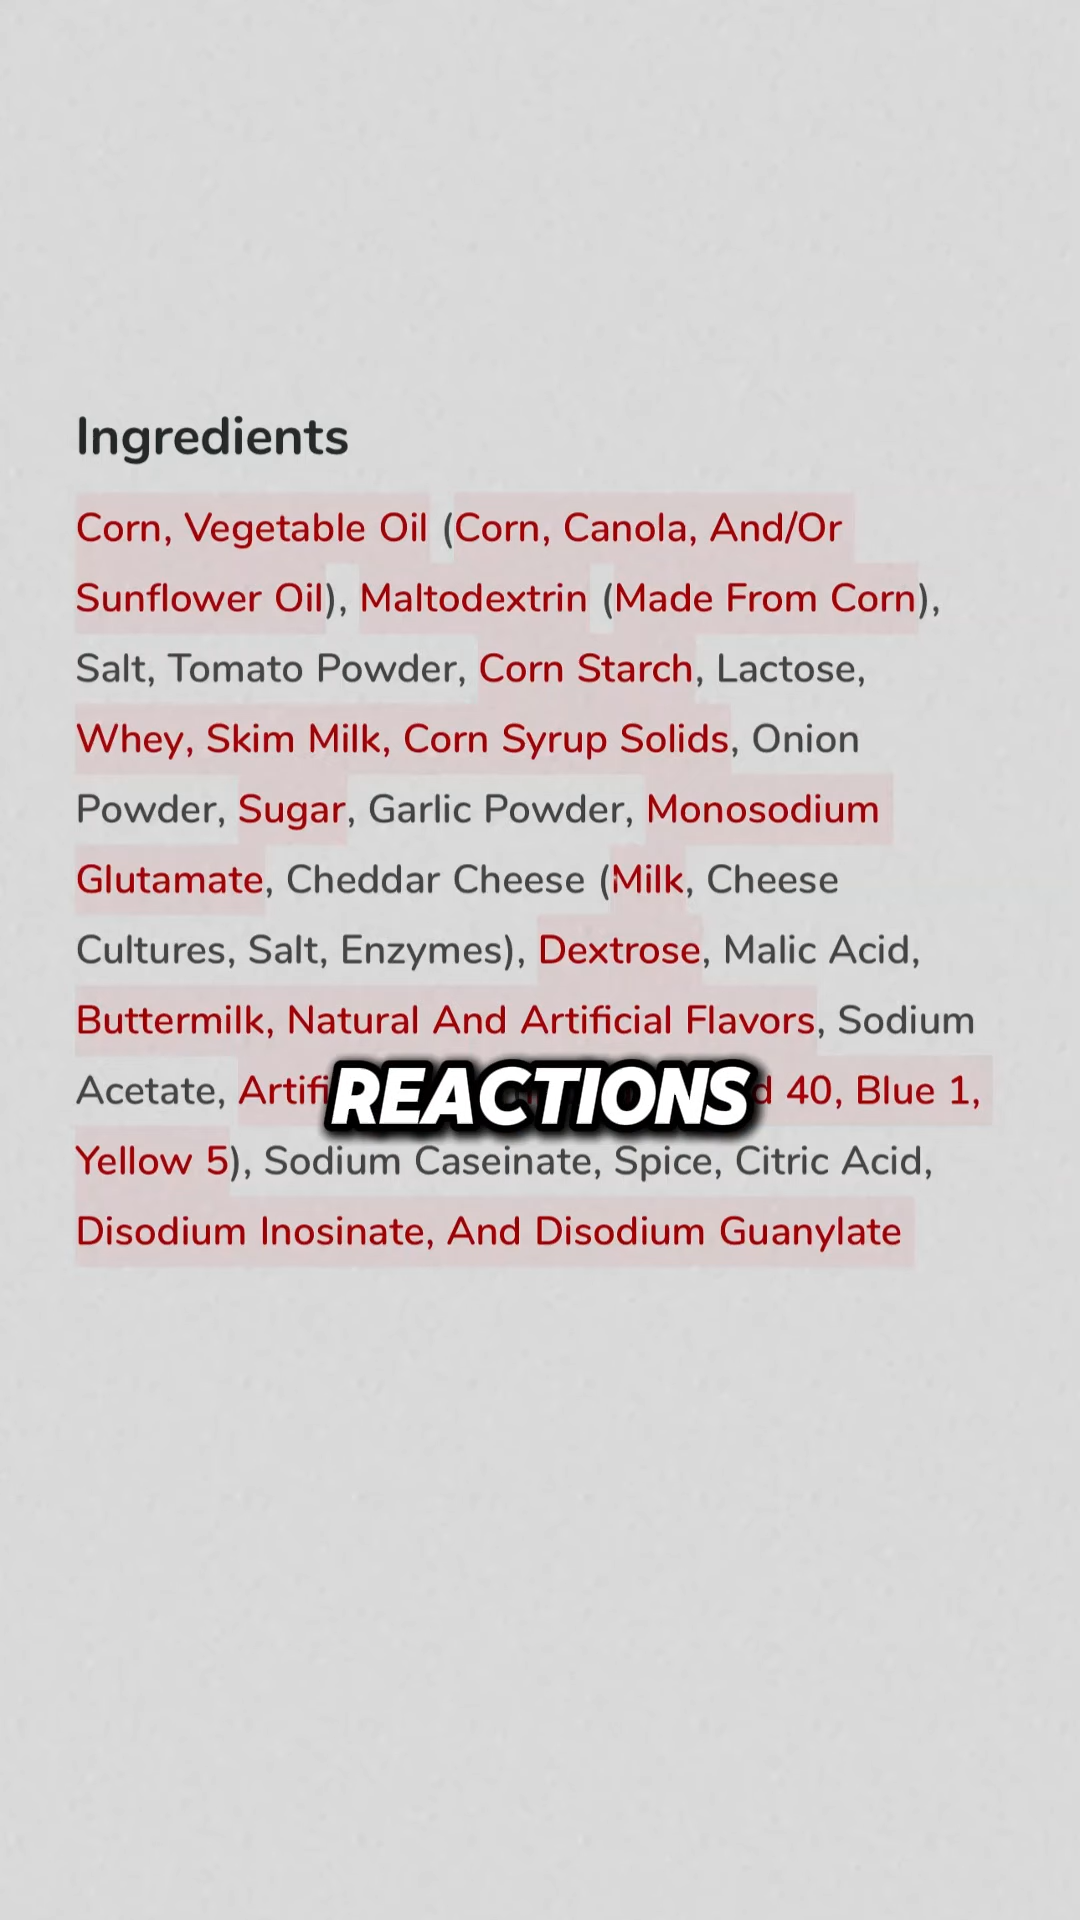 Ingredients
Corn, Vegetable Oil (Corn, Canola, And/Or
Sunflower Oil), Maltodextrin (Made From Corn),
Salt, Tomato Powder, Corn Starch, Lactose,
Whey, Skim Milk, Corn Syrup Solids, Onion
Powder, Sugar, Garlic Powder, Monosodium
Glutamate, Cheddar Cheese (Milk, Cheese
Cultures, Salt, Enzymes), Dextrose, Malic Acid,
Buttermilk, Natural And Artificial Flavors, Sodium
Acetate, 40, Blue 1,
REACTIONS
Yellow 5), Sodium Caseinate, Spice, Citric Acid,
Disodium Inosinate, And Disodium Guanylate